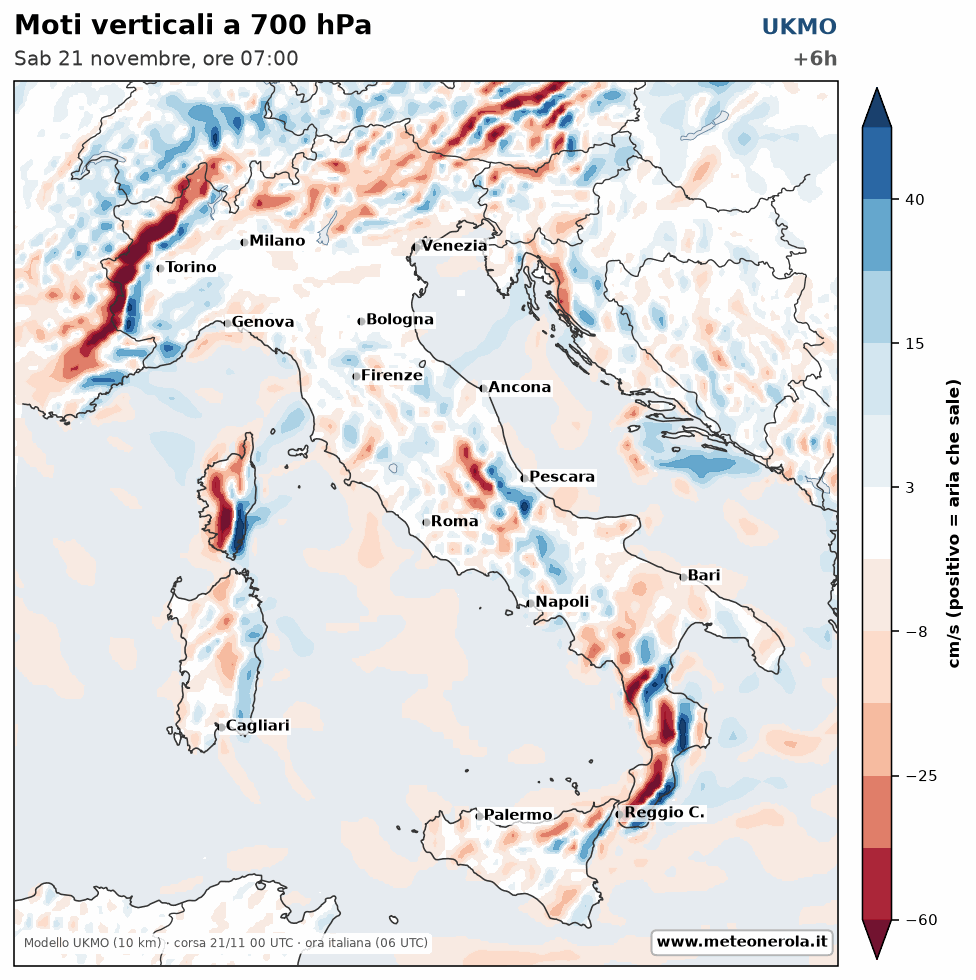 Moti verticali a 700 hPa
UKMO
Sab 21 novembre, ore 07:00
+6h
Milano
Venezia
Torino
Genova
Bologna
Firenze
Ancona
Pescara
Roma
Bari
Napoli
Cagliari
Palermo
Reggio C.
40
15
3
−8
−25
−60
cm/s (positivo = aria che sale)
Modello UKMO (10 km) · corsa 21/11 00 UTC · ora italiana (06 UTC)
www.meteonerola.it